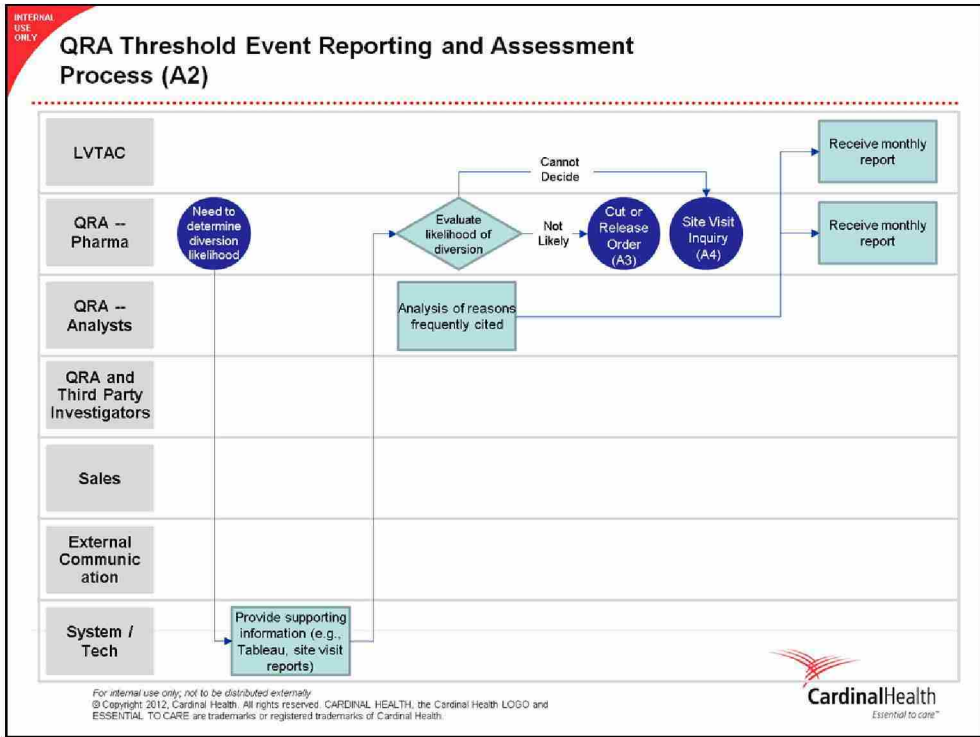 INTERNAL
USE
ONLY
QRA Threshold Event Reporting and Assessment
Process (A2)
LVTAC
Cannot
Decide
Receive monthly
report
QRA --
Pharma
Need to
determine
diversion
likelihood
Evaluate
likelihood of
diversion
Not
Likely
Cut or
Release
Order
(A3)
Site Visit
Inquiry
(A4)
Receive monthly
report
QRA --
Analysts
Analysis of reasons
frequently cited
QRA and
Third Party
Investigators
Sales
External
Communic
ation
System /
Tech
Provide supporting
information (e.g.,
Tableau, site visit
reports)
For internal use only; not to be distributed externally
© Copyright 2012, Cardinal Health. All rights reserved. CARDINAL HEALTH, the Cardinal Health LOGO and
ESSENTIAL TO CARE are trademarks or registered trademarks of Cardinal Health.
CardinalHealth
Essential to care™